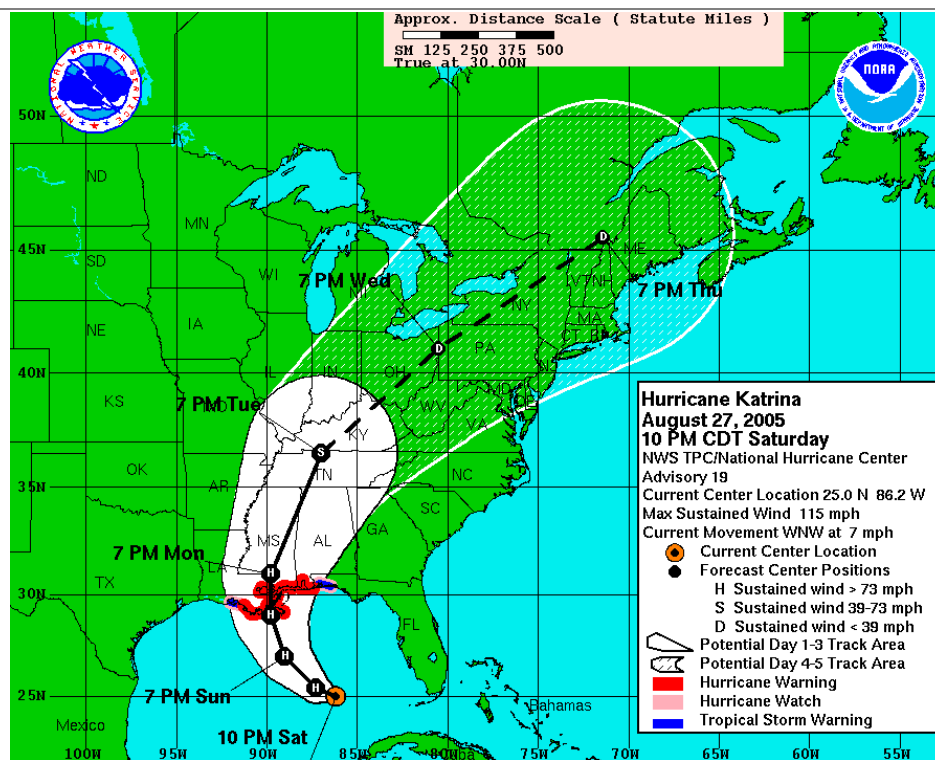 Approx. Distance Scale ( Statute Miles )
SM 125 250 375 500
True at 30.00N
NATIONAL WEATHER SERVICE
NOAA
50N
ND
MN
45N
SD
WI
MI
ME
7 PM Wed
VT
NH
7 PM Thu
NY
MA
CT
NE
IA
PA
40N
IL
IN
OH
KS
7 PM Tue
MO
WV
VA
KY
OK
TN
NC
35N
AR
SC
MS
AL
GA
7 PM Mon
LA
TX
30N
FL
7 PM Sun
25N
Mexico
10 PM Sat
Bahamas
Cuba
100N
95W
90W
85W
80W
75W
70W
65W
60W
55W
Hurricane Katrina
August 27, 2005
10 PM CDT Saturday
NWS TPC/National Hurricane Center
Advisory 19
Current Center Location 25.0 N 86.2 W
Max Sustained Wind 115 mph
Current Movement WNW at 7 mph
Current Center Location
Forecast Center Positions
H Sustained wind > 73 mph
S Sustained wind 39-73 mph
D Sustained wind < 39 mph
Potential Day 1-3 Track Area
Potential Day 4-5 Track Area
Hurricane Warning
Hurricane Watch
Tropical Storm Warning
D
D
S
H
H
H
H